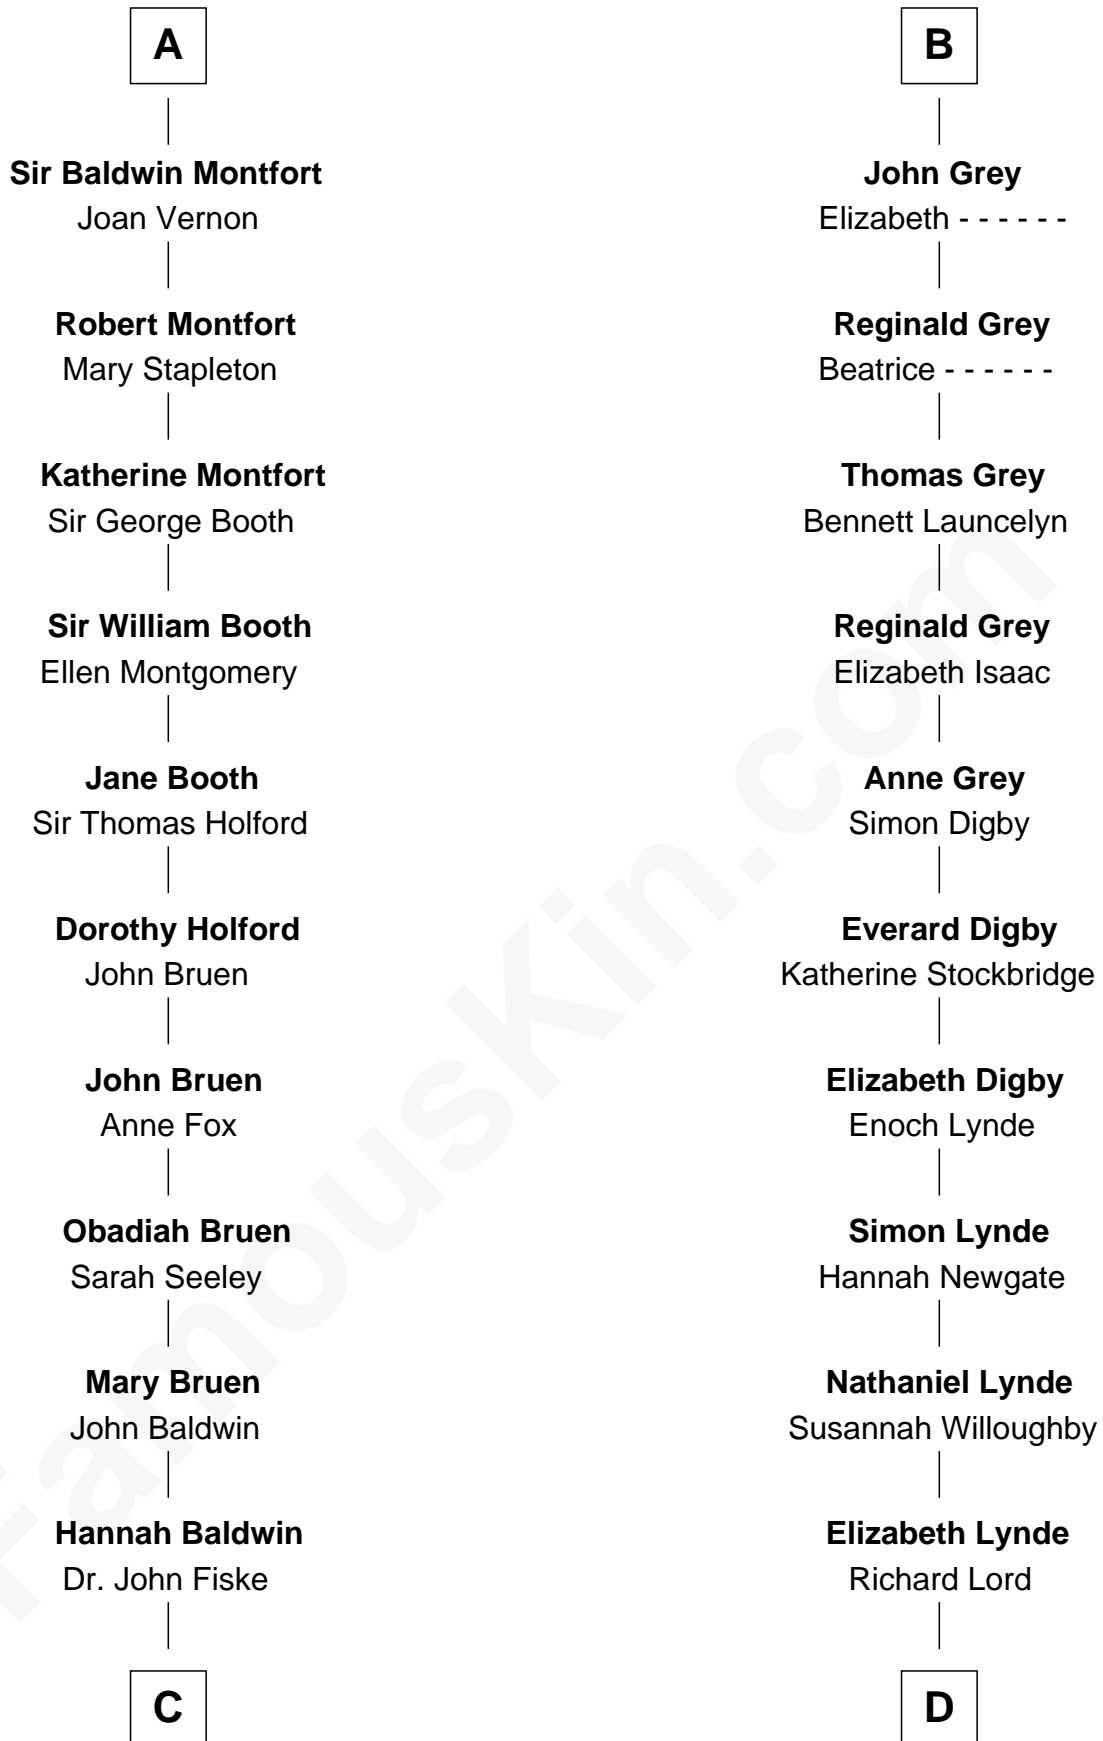 A
Sir Baldwin Montfort
Joan Vernon
Robert Montfort
Mary Stapleton
Katherine Montfort
Sir George Booth
Sir William Booth
Ellen Montgomery
Jane Booth
Sir Thomas Holford
Dorothy Holford
John Bruen
John Bruen
Anne Fox
Obadiah Bruen
Sarah Seeley
Mary Bruen
John Baldwin
Hannah Baldwin
Dr. John Fiske
C
B
John Grey
Elizabeth - - - - - -
Reginald Grey
Beatrice - - - - - -
Thomas Grey
Bennett Launcelyn
Reginald Grey
Elizabeth Isaac
Anne Grey
Simon Digby
Everard Digby
Katherine Stockbridge
Elizabeth Digby
Enoch Lynde
Simon Lynde
Hannah Newgate
Nathaniel Lynde
Susannah Willoughby
Elizabeth Lynde
Richard Lord
D
FamousKin.com